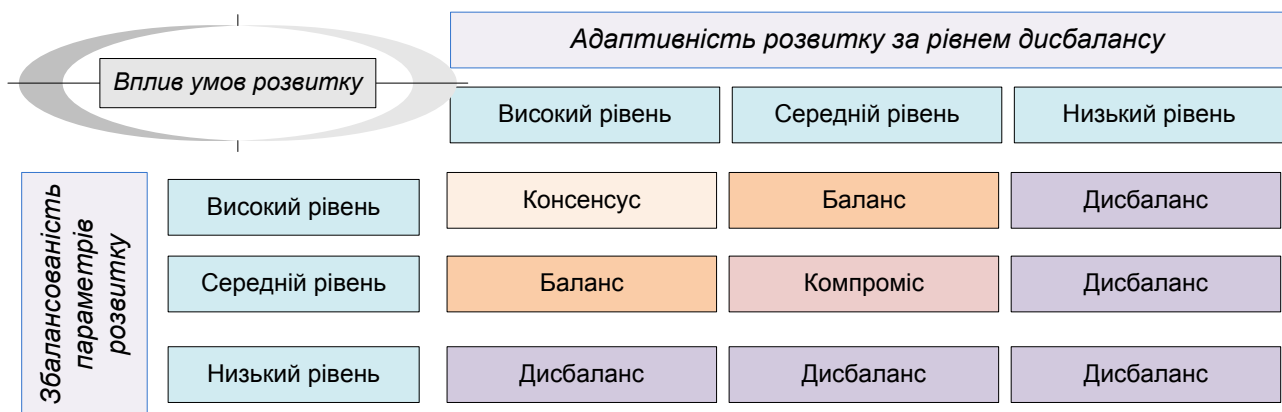 Адаптивність розвитку за рівнем дисбалансу
Вплив умов розвитку
Високий рівень
Середній рівень
Низький рівень
Збалансованість
параметрів
розвитку
Високий рівень
Консенсус
Баланс
Дисбаланс
Середній рівень
Баланс
Компроміс
Дисбаланс
Низький рівень
Дисбаланс
Дисбаланс
Дисбаланс